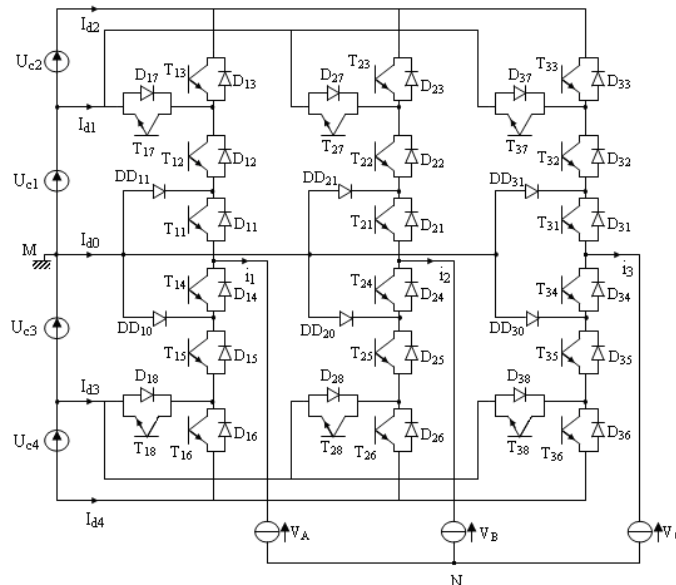 I_d2
U_c2
T_13 D_13
T_23 D_23
T_33 D_33
D_17
D_27
D_37
I_d1
T_17
T_27
T_37
T_12 D_12
T_22 D_22
T_32 D_32
U_c1
DD_11
DD_21
DD_31
T_11 D_11
T_21 D_21
T_31 D_31
M
I_d0
i_1
i_2
i_3
T_14 D_14
T_24 D_24
T_34 D_34
U_c3
DD_10
DD_20
DD_30
T_15 D_15
T_25 D_25
T_35 D_35
I_d3
D_18
D_28
D_38
U_c4
T_18
T_28
T_38
T_16 D_16
T_26 D_26
T_36 D_36
I_d4
V_A
V_B
N